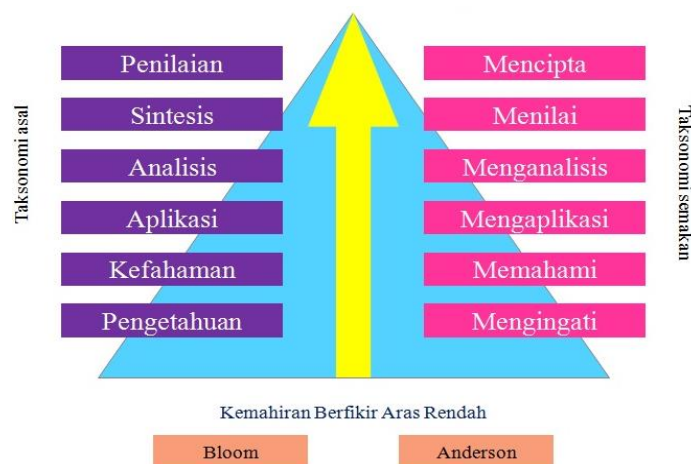 Taksonomi asal
Penilaian
Sintesis
Analisis
Aplikasi
Kefahaman
Pengetahuan
Mencipta
Menilai
Menganalisis
Mengaplikasi
Memahami
Mengingati
Taksonomi semakan
Kemahiran Berfikir Aras Rendah
Bloom
Anderson